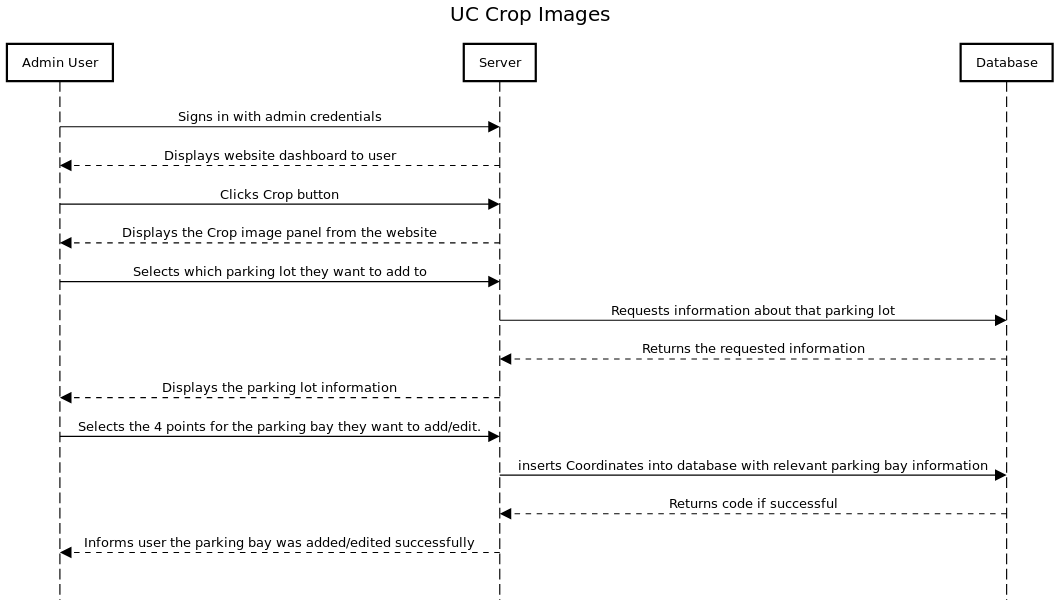 UC Crop Images
Admin User
Server
Database
Signs in with admin credentials
Displays website dashboard to user
Clicks Crop button
Displays the Crop image panel from the website
Selects which parking lot they want to add to
Requests information about that parking lot
Returns the requested information
Displays the parking lot information
Selects the 4 points for the parking bay they want to add/edit.
inserts Coordinates into database with relevant parking bay information
Returns code if successful
Informs user the parking bay was added/edited successfully